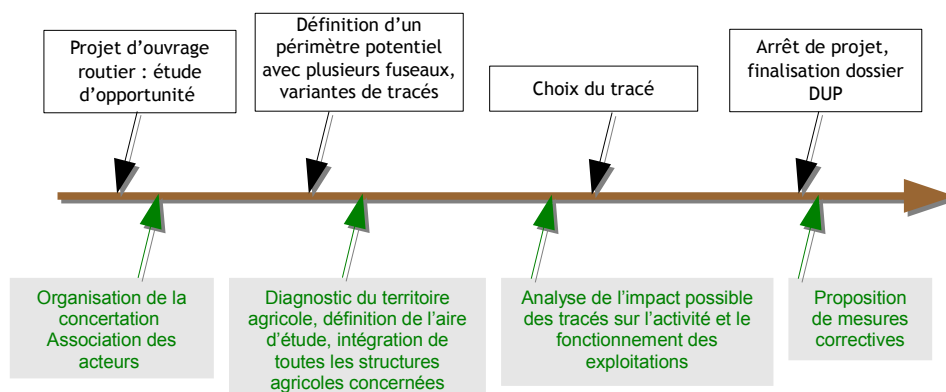 Projet d'ouvrage
routier : étude
d'opportunité
Définition d'un
périmètre potentiel
avec plusieurs fuseaux,
variantes de tracés
Choix du tracé
Arrêt de projet,
finalisation dossier
DUP
Organisation de la
concertation
Association des
acteurs
Diagnostic du territoire
agricole, définition de l'aire
d'étude, intégration de
toutes les structures
agricoles concernées
Analyse de l'impact possible
des tracés sur l'activité et le
fonctionnement des
exploitations
Proposition
de mesures
correctives